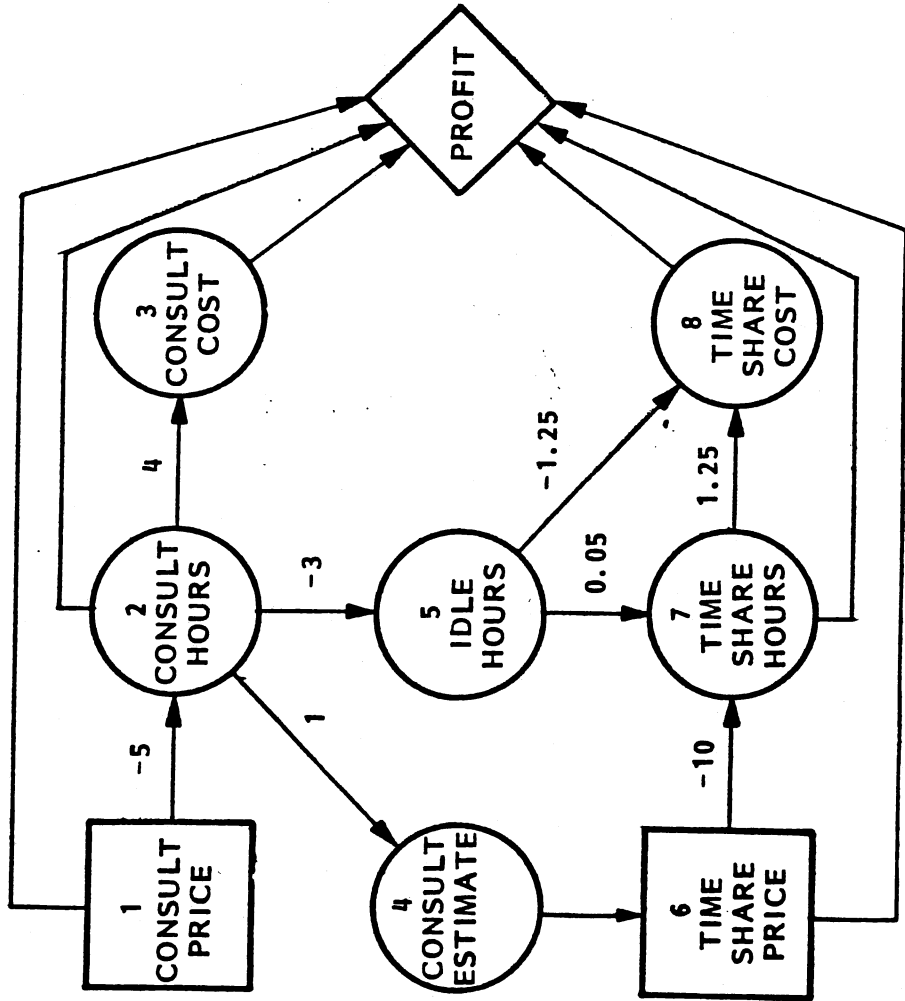 1
CONSULT
PRICE
-5
2
CONSULT
HOURS
4
3
CONSULT
COST
1
-3
4
CONSULT
ESTIMATE
5
IDLE
HOURS
-1.25
0.05
PROFIT
6
TIME
SHARE
PRICE
-10
7
TIME
SHARE
HOURS
1.25
8
TIME
SHARE
COST